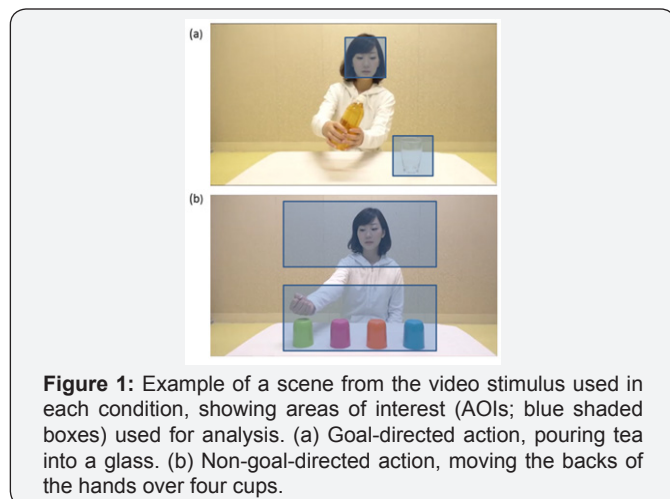 (a)
(b)
Figure 1: Example of a scene from the video stimulus used in
each condition, showing areas of interest (AOIs; blue shaded
boxes) used for analysis. (a) Goal-directed action, pouring tea
into a glass. (b) Non-goal-directed action, moving the backs of
the hands over four cups.